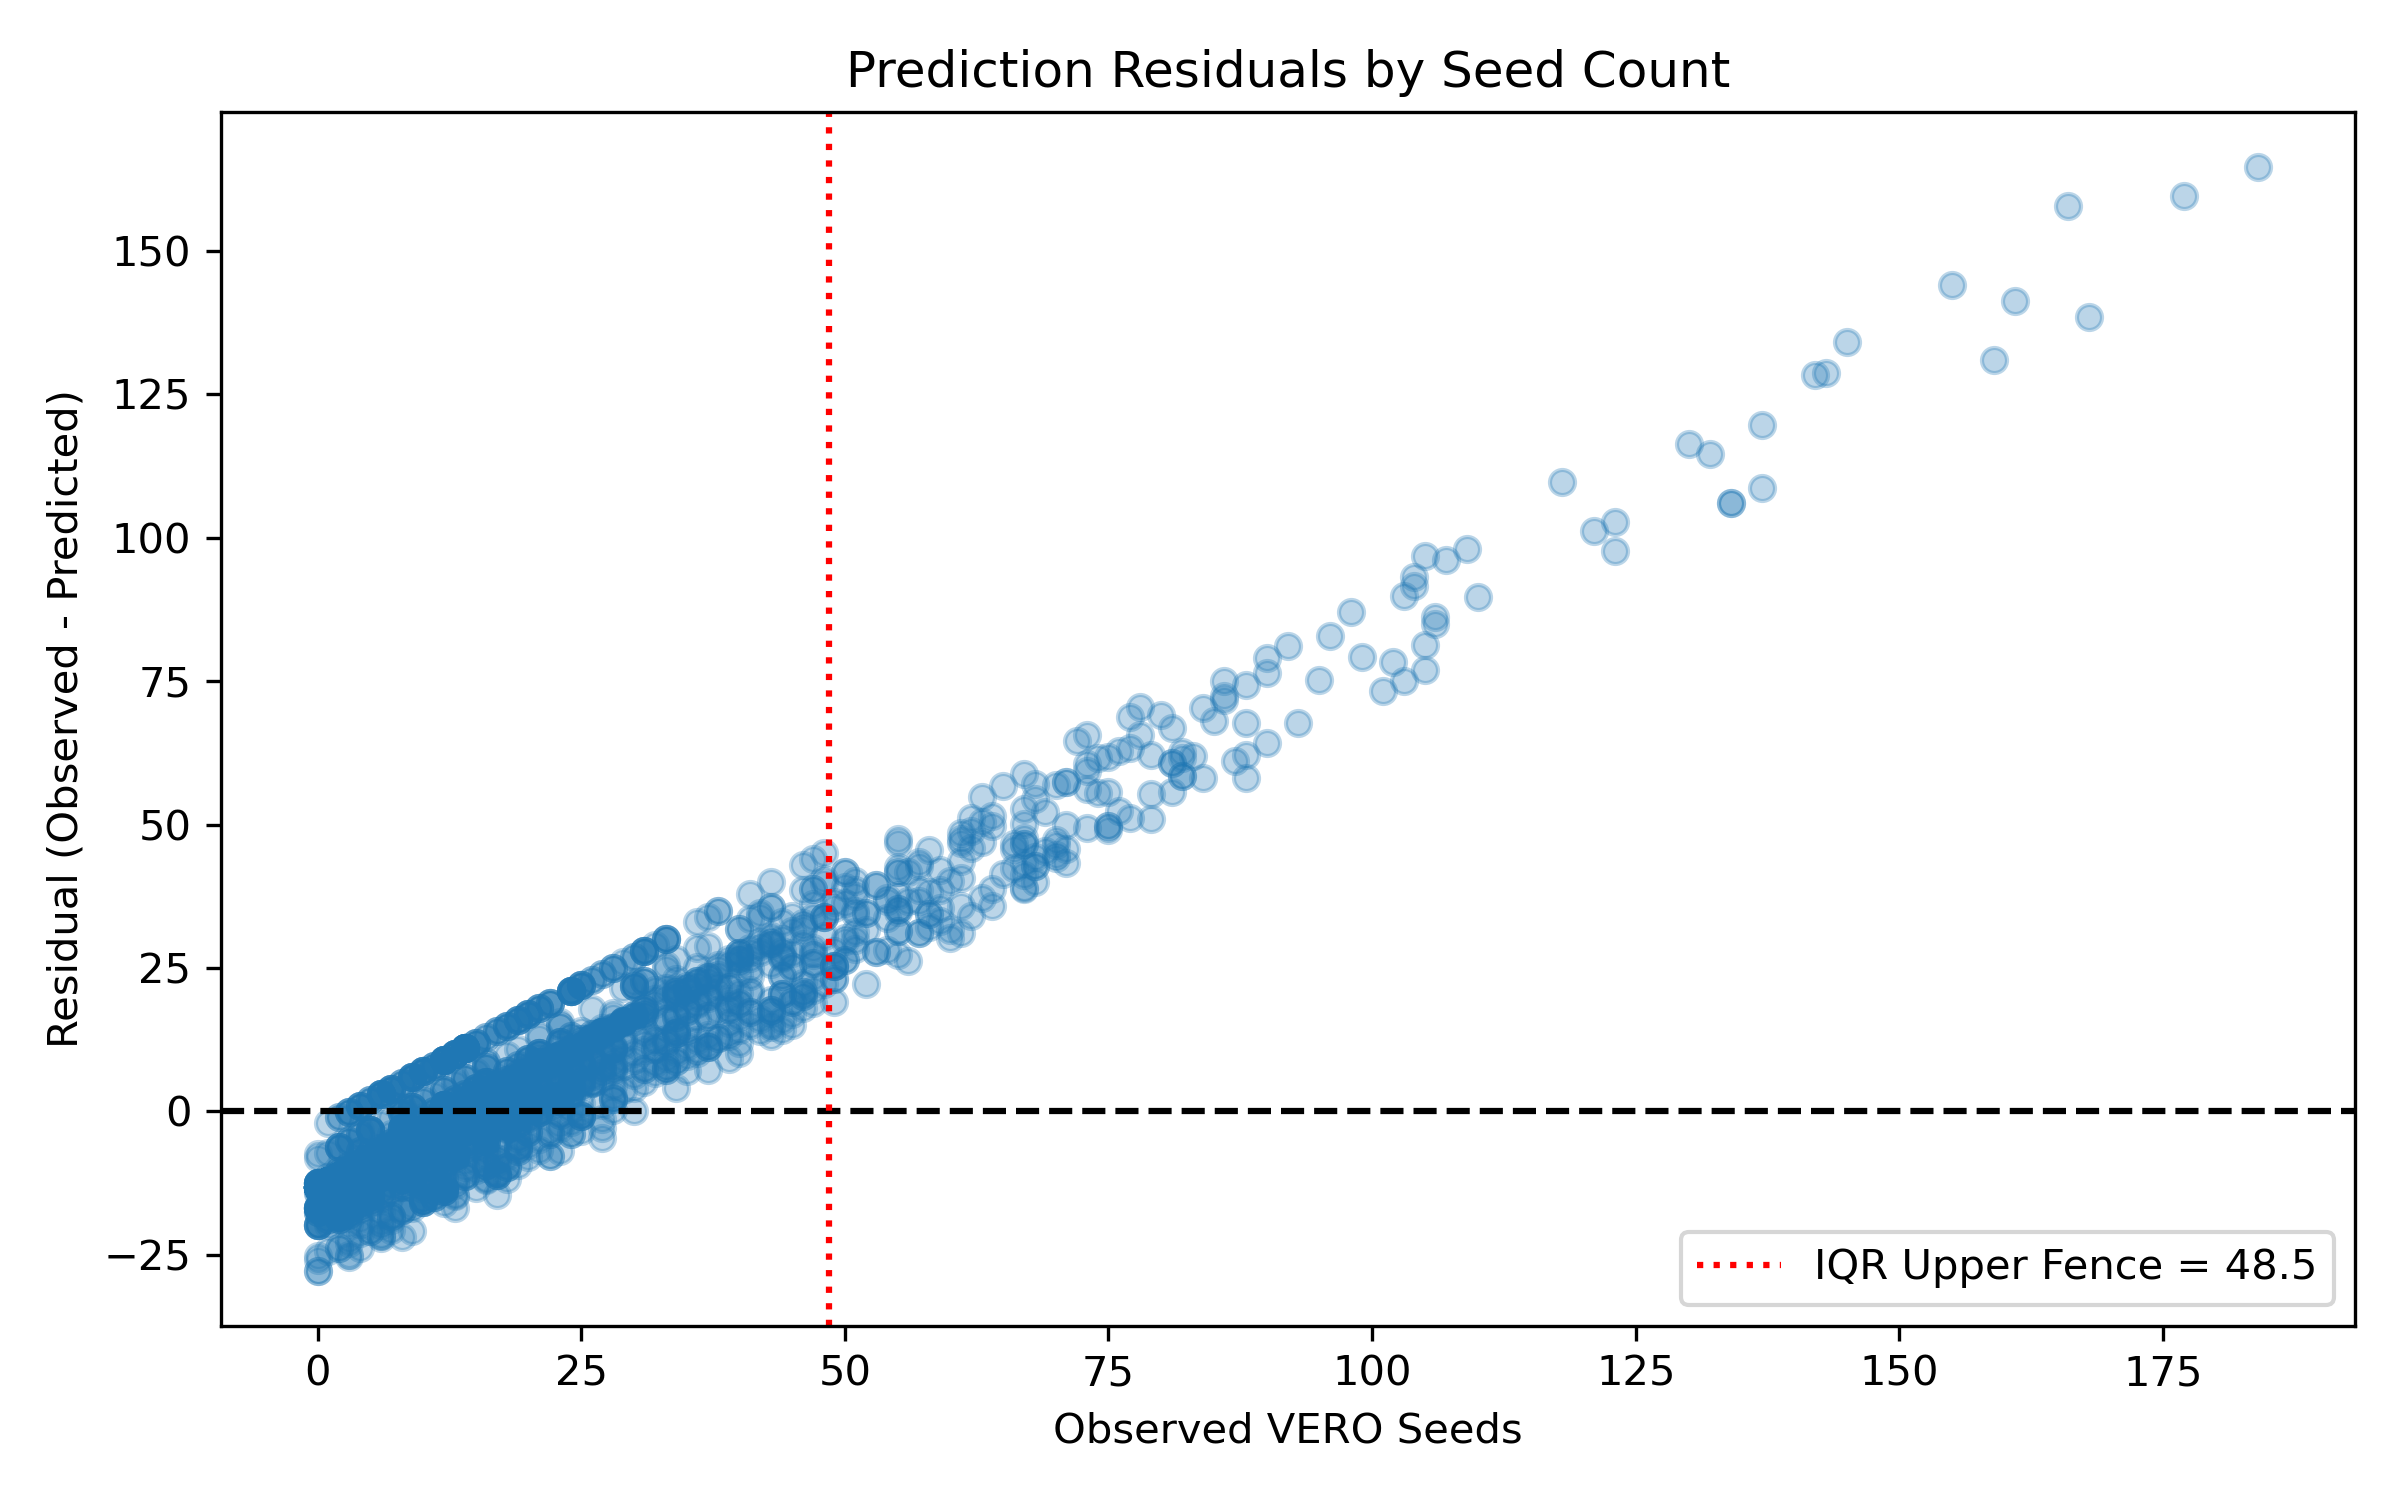 Prediction Residuals by Seed Count
Residual (Observed - Predicted)
150
125
100
75
50
25
0
−25
IQR Upper Fence = 48.5
0 25 50 75 100 125 150 175
Observed VERO Seeds